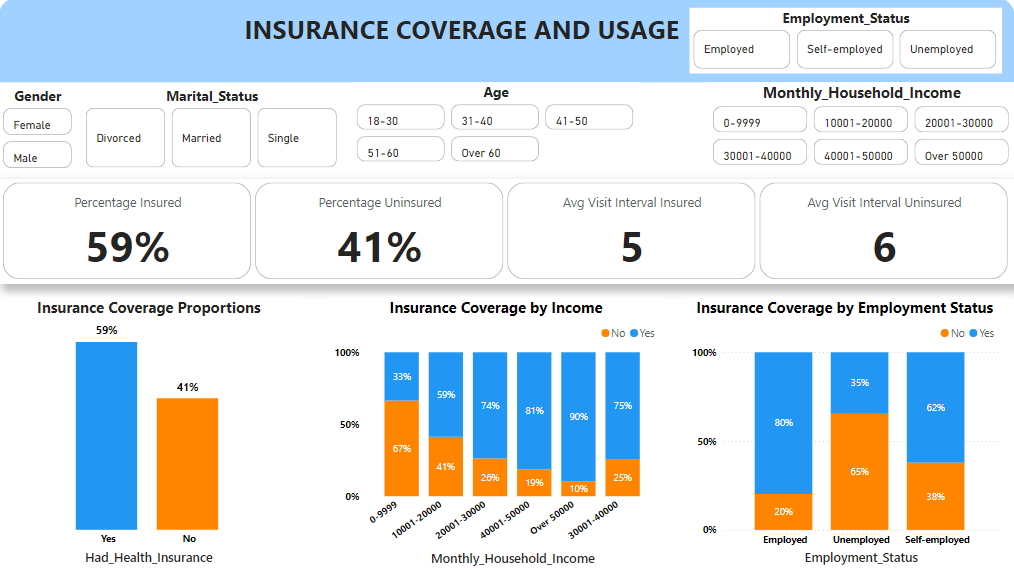 INSURANCE COVERAGE AND USAGE
Employment_Status
Employed
Self-employed
Unemployed
Gender
Female
Male
Marital_Status
Divorced
Married
Single
Age
18-30
31-40
41-50
51-60
Over 60
Monthly_Household_Income
0-9999
10001-20000
20001-30000
30001-40000
40001-50000
Over 50000
Percentage Insured
59%
Percentage Uninsured
41%
Avg Visit Interval Insured
5
Avg Visit Interval Uninsured
6
Insurance Coverage Proportions
59%
41%
Yes
No
Had_Health_Insurance
Insurance Coverage by Income
No Yes
100%
50%
0%
33%
67%
59%
41%
74%
26%
81%
19%
90%
10%
75%
25%
0-9999
10001-20000
20001-30000
40001-50000
Over 50000
30001-40000
Monthly_Household_Income
Insurance Coverage by Employment Status
No Yes
100%
50%
0%
80%
20%
35%
65%
62%
38%
Employed
Unemployed
Self-employed
Employment_Status